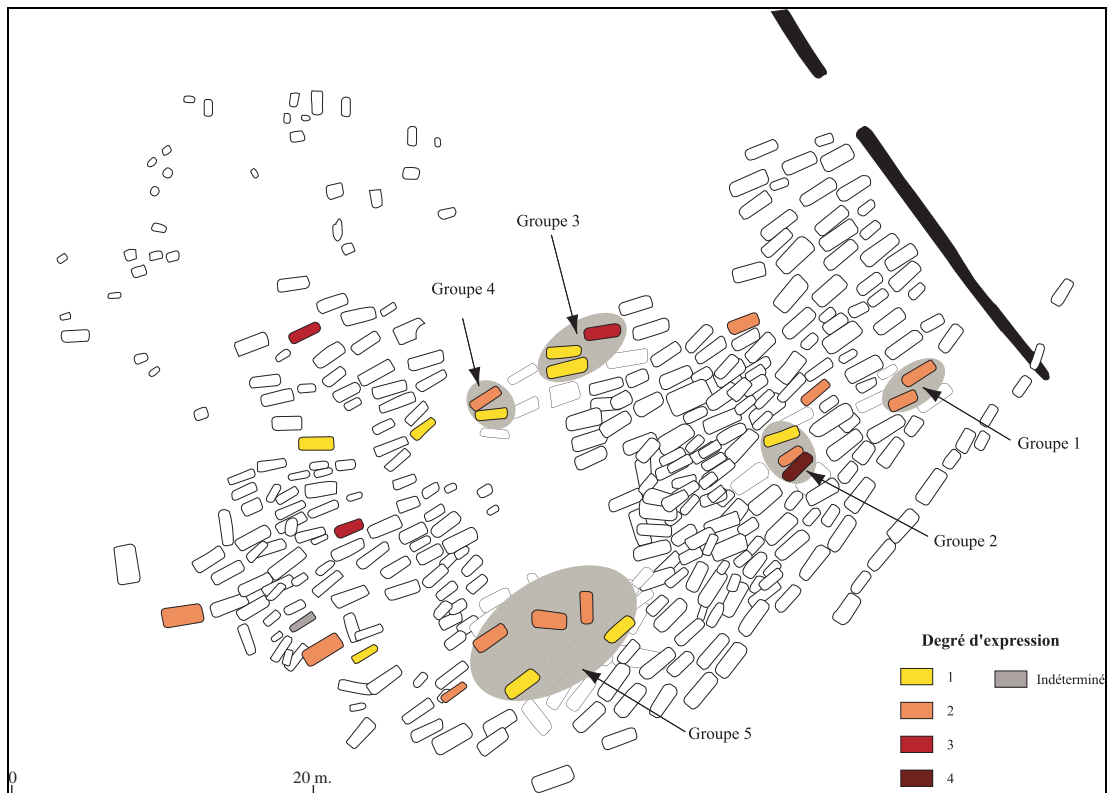 Groupe 3
Groupe 4
Groupe 1
Groupe 2
Groupe 5
Degré d'expression
1
Indéterminé
2
3
4
0
20 m.